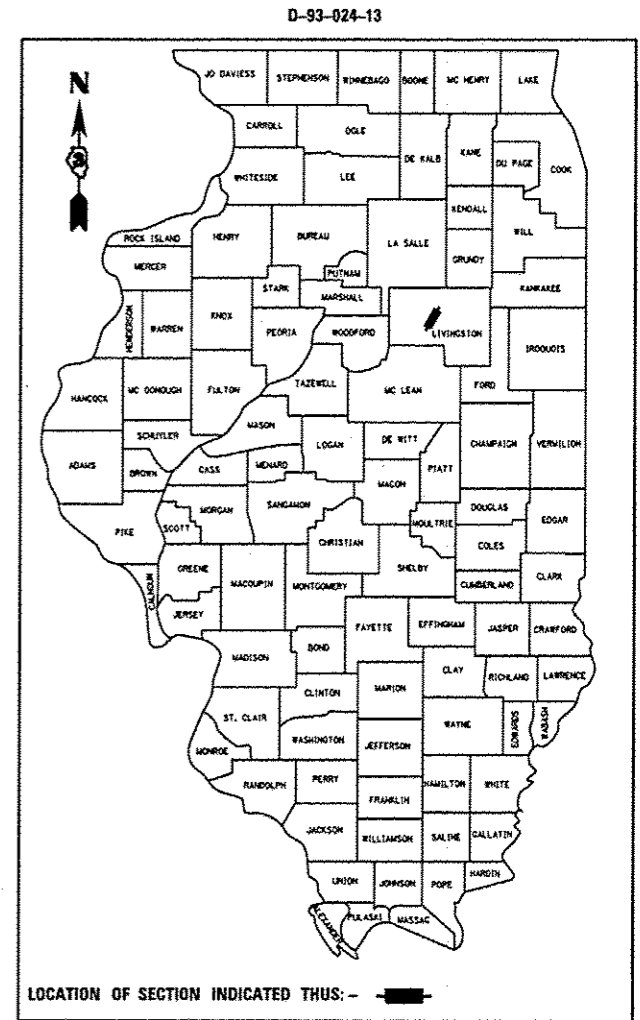 D-93-024-13
JO DAVIESS STEPHENSON WINNEBAGO BOONE MC HENRY LAKE
N
CARROLL OGLE
DE KALB KANE DU PAGE COOK
WHITESIDE LEE
KENDALL
ROCK ISLAND HENRY BUREAU LA SALLE WILL
MERCER PUTNAM GRUNDY
STARK MARSHALL KANKAKEE
HENDERSON WARREN KNOX PEORIA WOODFORD LIVINGSTON IROQUOIS
HANCOCK MC DONOUGH FULTON TAZEWELL MC LEAN FORD
MASON
SCHUYLER LOGAN DE WITT CHAMPAIGN VERMILION
ADAMS BROWN CASS MENARD PIATT
MACON
MORGAN SANGAMON DOUGLAS
PIKE SCOTT MOULTRIE EDGAR
CHRISTIAN COLES
GREENE SHELBY
CALHOUN MACOUPIN MONTGOMERY CUMBERLAND CLARK
JERSEY
FAYETTE EFFINGHAM JASPER CRAWFORD
MADISON BOND
CLAY RICHLAND LAWRENCE
CLINTON MARION
ST. CLAIR WAYNE EDWARDS WABASH
WASHINGTON JEFFERSON
MONROE
RANDOLPH PERRY HAMILTON WHITE
FRANKLIN
JACKSON WILLIAMSON SALINE GALLATIN
UNION JOHNSON POPE HARDIN
ALEXANDER PULASKI MASSAC
LOCATION OF SECTION INDICATED THUS: -